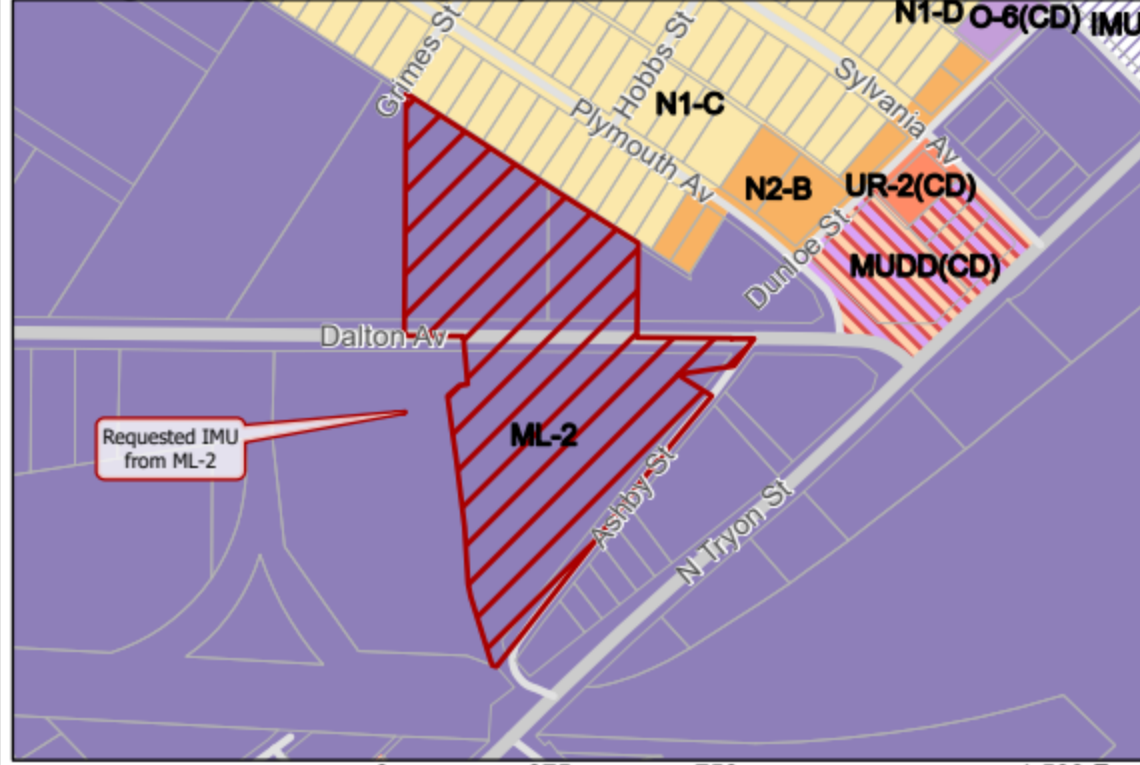 N1-D
O-6(CD)
IMU
Grimes St
Hobbs St
Sylvania Av
N1-C
Plymouth Av
N2-B
UR-2(CD)
Dunloe St
MUDD(CD)
Dalton Av
Requested IMU
from ML-2
ML-2
Ashby St
N Tryon St